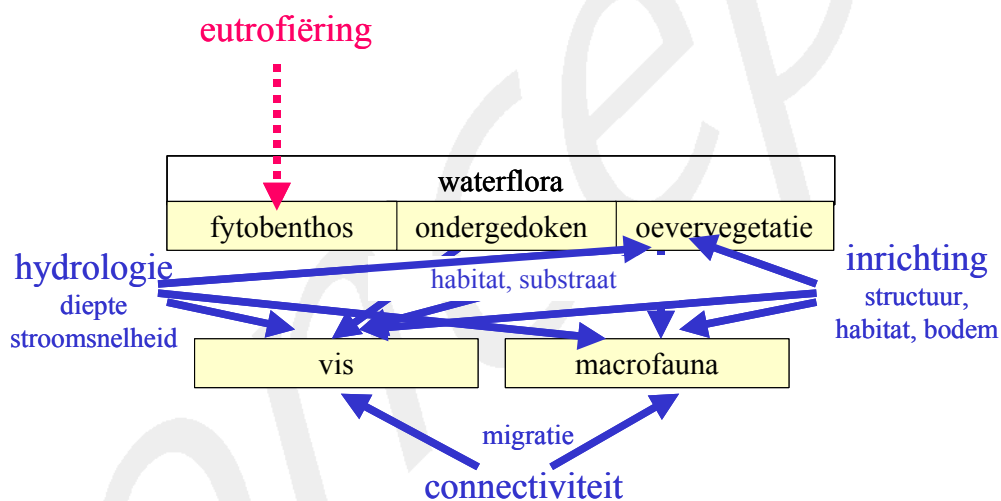 eutrofiëring
waterflora
fytobenthos
ondergedoken
oevervegetatie
hydrologie
diepte
stroomsnelheid
habitat, substraat
inrichting
structuur,
habitat, bodem
vis
macrofauna
migratie
connectiviteit